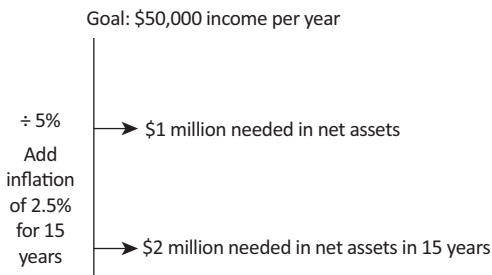 Goal: $50,000 income per year
÷ 5%
$1 million needed in net assets
Add
inflation
of 2.5%
for 15
years
$2 million needed in net assets in 15 years